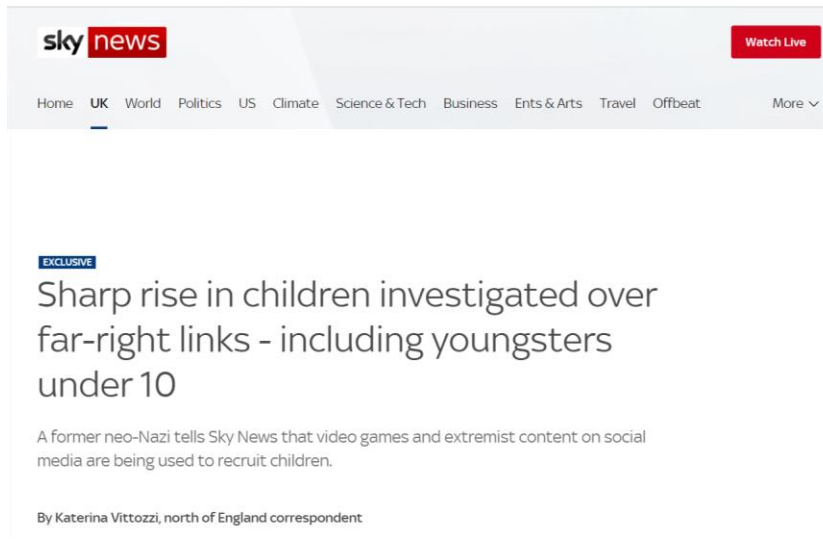 sky news
Watch Live
Home UK World Politics US Climate Science & Tech Business Ents & Arts Travel Offbeat More
EXCLUSIVE
Sharp rise in children investigated over
far-right links - including youngsters
under 10
A former neo-Nazi tells Sky News that video games and extremist content on social
media are being used to recruit children.
By Katerina Vittozzi, north of England correspondent